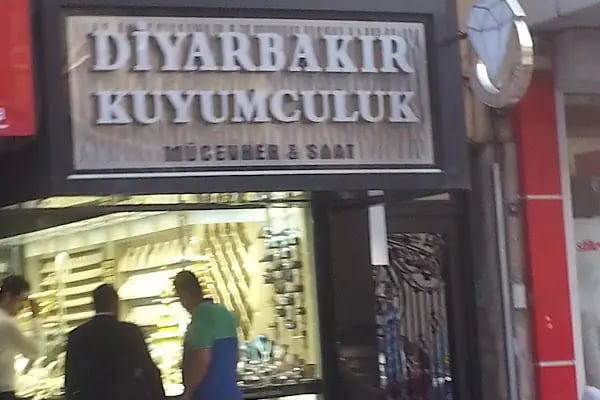 DİYARBAKIR
KUYUMCULUK
MÜCEVHER & SAAT